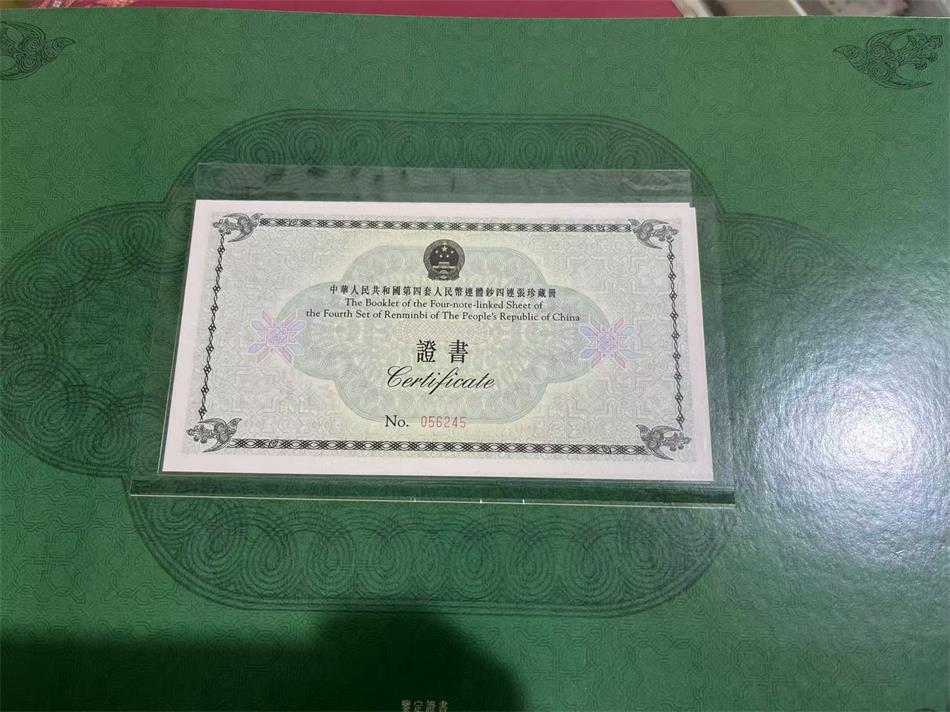 中華人民共和國第四套人民幣連體鈔四連張珍藏冊
The Booklet of the Four-note-linked Sheet of
the Fourth Set of Renminbi of The People's Republic of China
證書
Certificate
No. 056245
鑒定證書